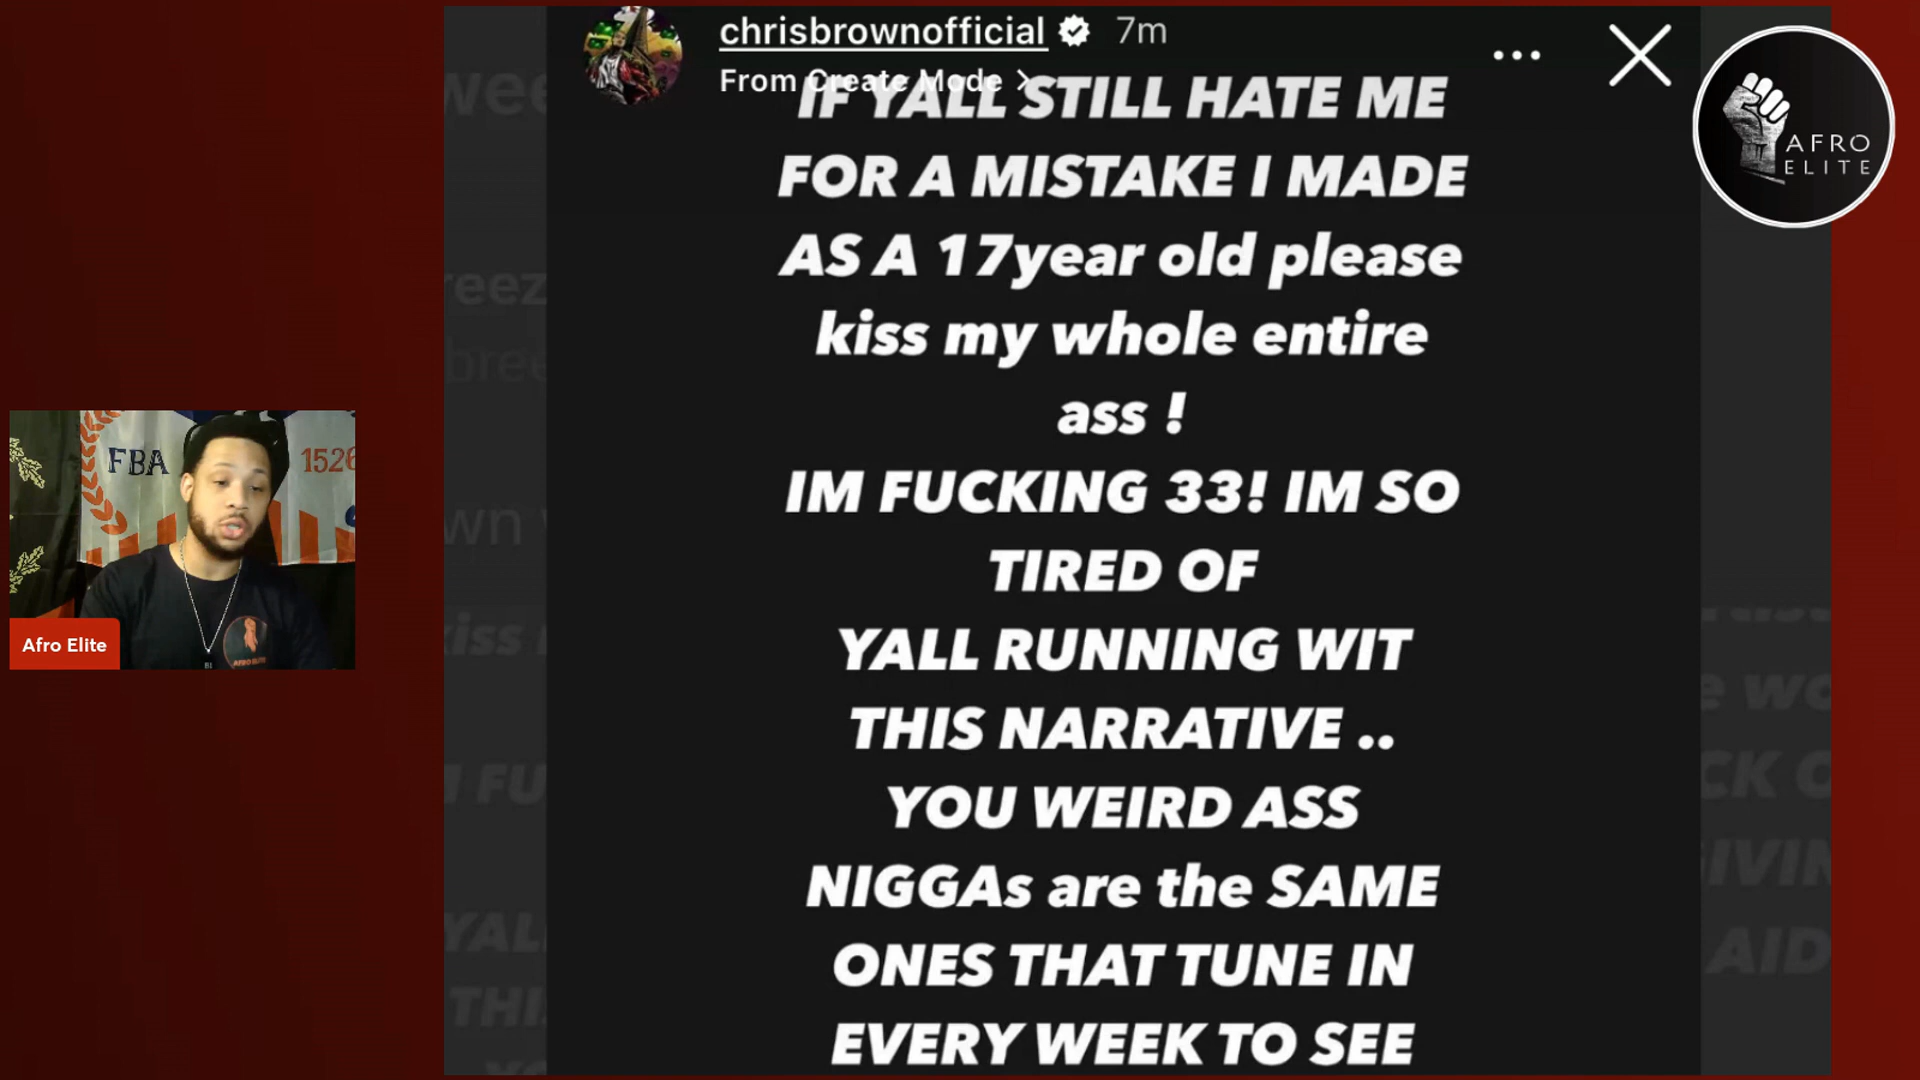 chrisbrownofficial 7m
From Create Mode >
IF YALL STILL HATE ME
FOR A MISTAKE I MADE
AS A 17year old please
kiss my whole entire
ass !
IM FUCKING 33! IM SO
TIRED OF
YALL RUNNING WIT
THIS NARRATIVE ..
YOU WEIRD ASS
NIGGAs are the SAME
ONES THAT TUNE IN
EVERY WEEK TO SEE
AFRO
ELITE
FBA 1526
Afro Elite